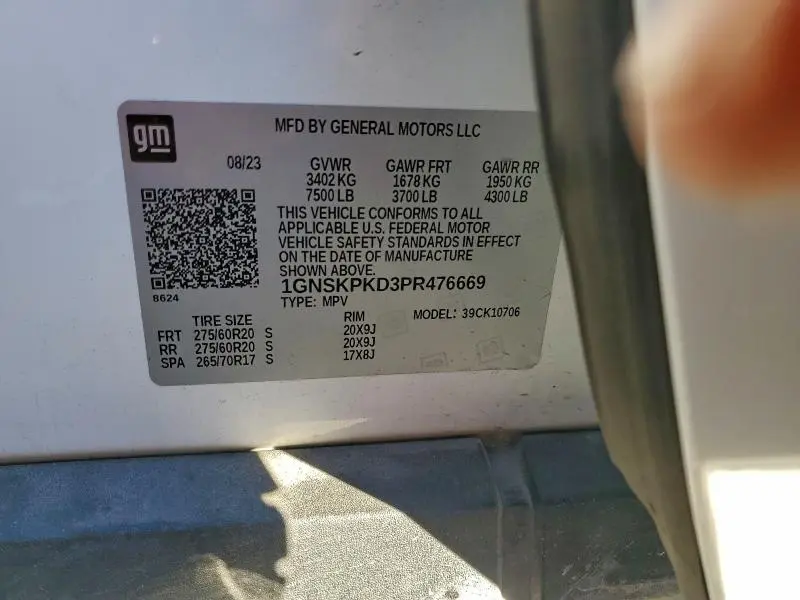 gm
MFD BY GENERAL MOTORS LLC
08/23 GVWR GAWR FRT GAWR RR
3402 KG 1678 KG 1950 KG
7500 LB 3700 LB 4300 LB
THIS VEHICLE CONFORMS TO ALL
APPLICABLE U.S. FEDERAL MOTOR
VEHICLE SAFETY STANDARDS IN EFFECT
ON THE DATE OF MANUFACTURE
SHOWN ABOVE.
8624
1GNSKPKD3PR476669
TYPE: MPV MODEL: 39CK10706
TIRE SIZE RIM
FRT 275/60R20 S 20X9J
RR 275/60R20 S 20X9J
SPA 265/70R17 S 17X8J